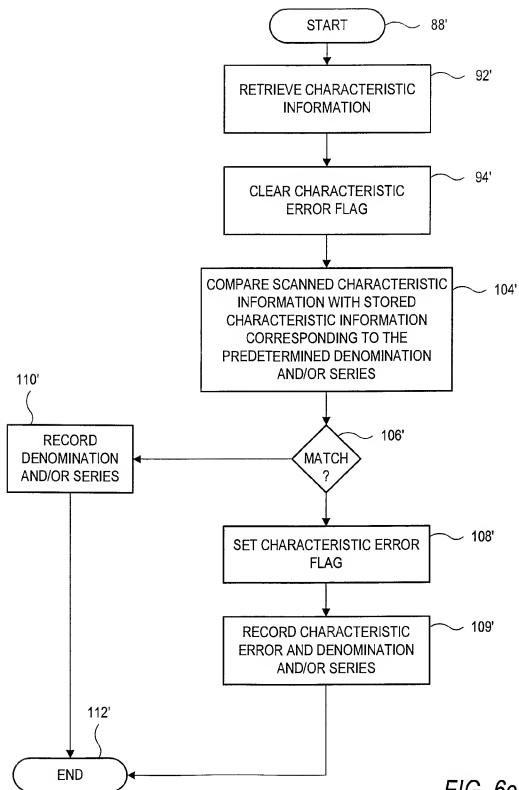 START
88'
RETRIEVE CHARACTERISTIC
INFORMATION
92'
CLEAR CHARACTERISTIC
ERROR FLAG
94'
COMPARE SCANNED CHARACTERISTIC
INFORMATION WITH STORED
CHARACTERISTIC INFORMATION
CORRESPONDING TO THE
PREDETERMINED DENOMINATION
AND/OR SERIES
104'
110'
RECORD
DENOMINATION
AND/OR SERIES
MATCH
?
106'
SET CHARACTERISTIC ERROR
FLAG
108'
RECORD CHARACTERISTIC
ERROR AND DENOMINATION
AND/OR SERIES
109'
112'
END
FIG.